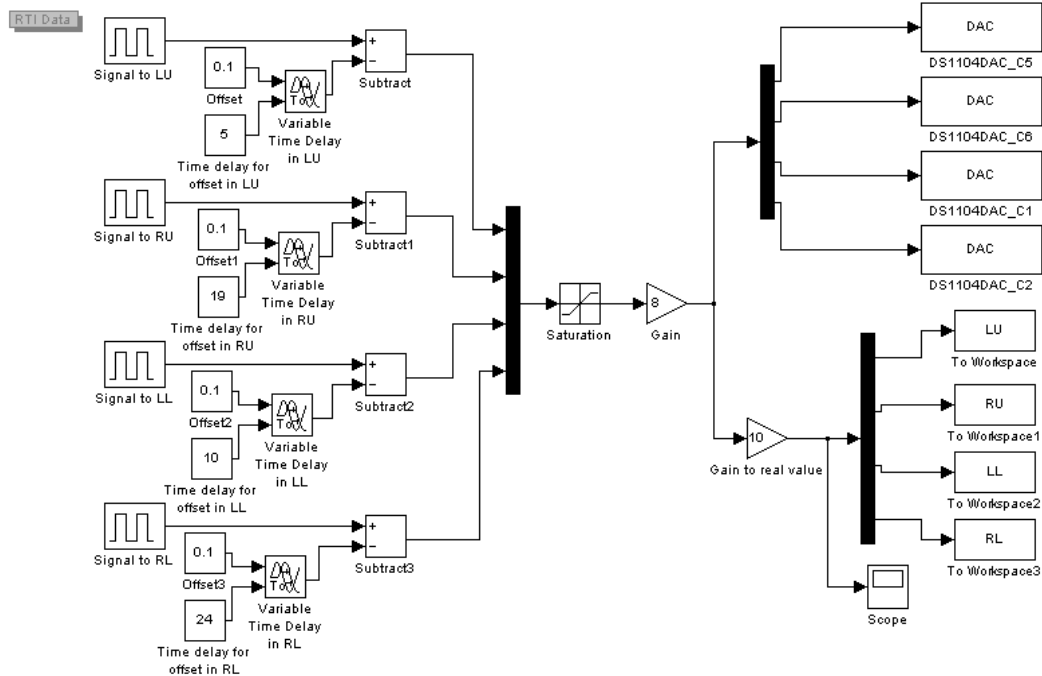 RTI Data
Signal to LU
0.1
Offset
5
Time delay for
offset in LU
To
Variable
Time Delay
in LU
+
−
Subtract
Signal to RU
0.1
Offset1
19
Time delay for
offset in RU
To
Variable
Time Delay
in RU
+
−
Subtract1
Signal to LL
0.1
Offset2
10
Time delay for
offset in LL
To
Variable
Time Delay
in LL
+
−
Subtract2
Signal to RL
0.1
Offset3
24
Time delay for
offset in RL
To
Variable
Time Delay
in RL
+
−
Subtract3
Saturation
8
Gain
DAC
DS1104DAC_C5
DAC
DS1104DAC_C6
DAC
DS1104DAC_C1
DAC
DS1104DAC_C2
10
Gain to real value
LU
To Workspace
RU
To Workspace1
LL
To Workspace2
RL
To Workspace3
Scope